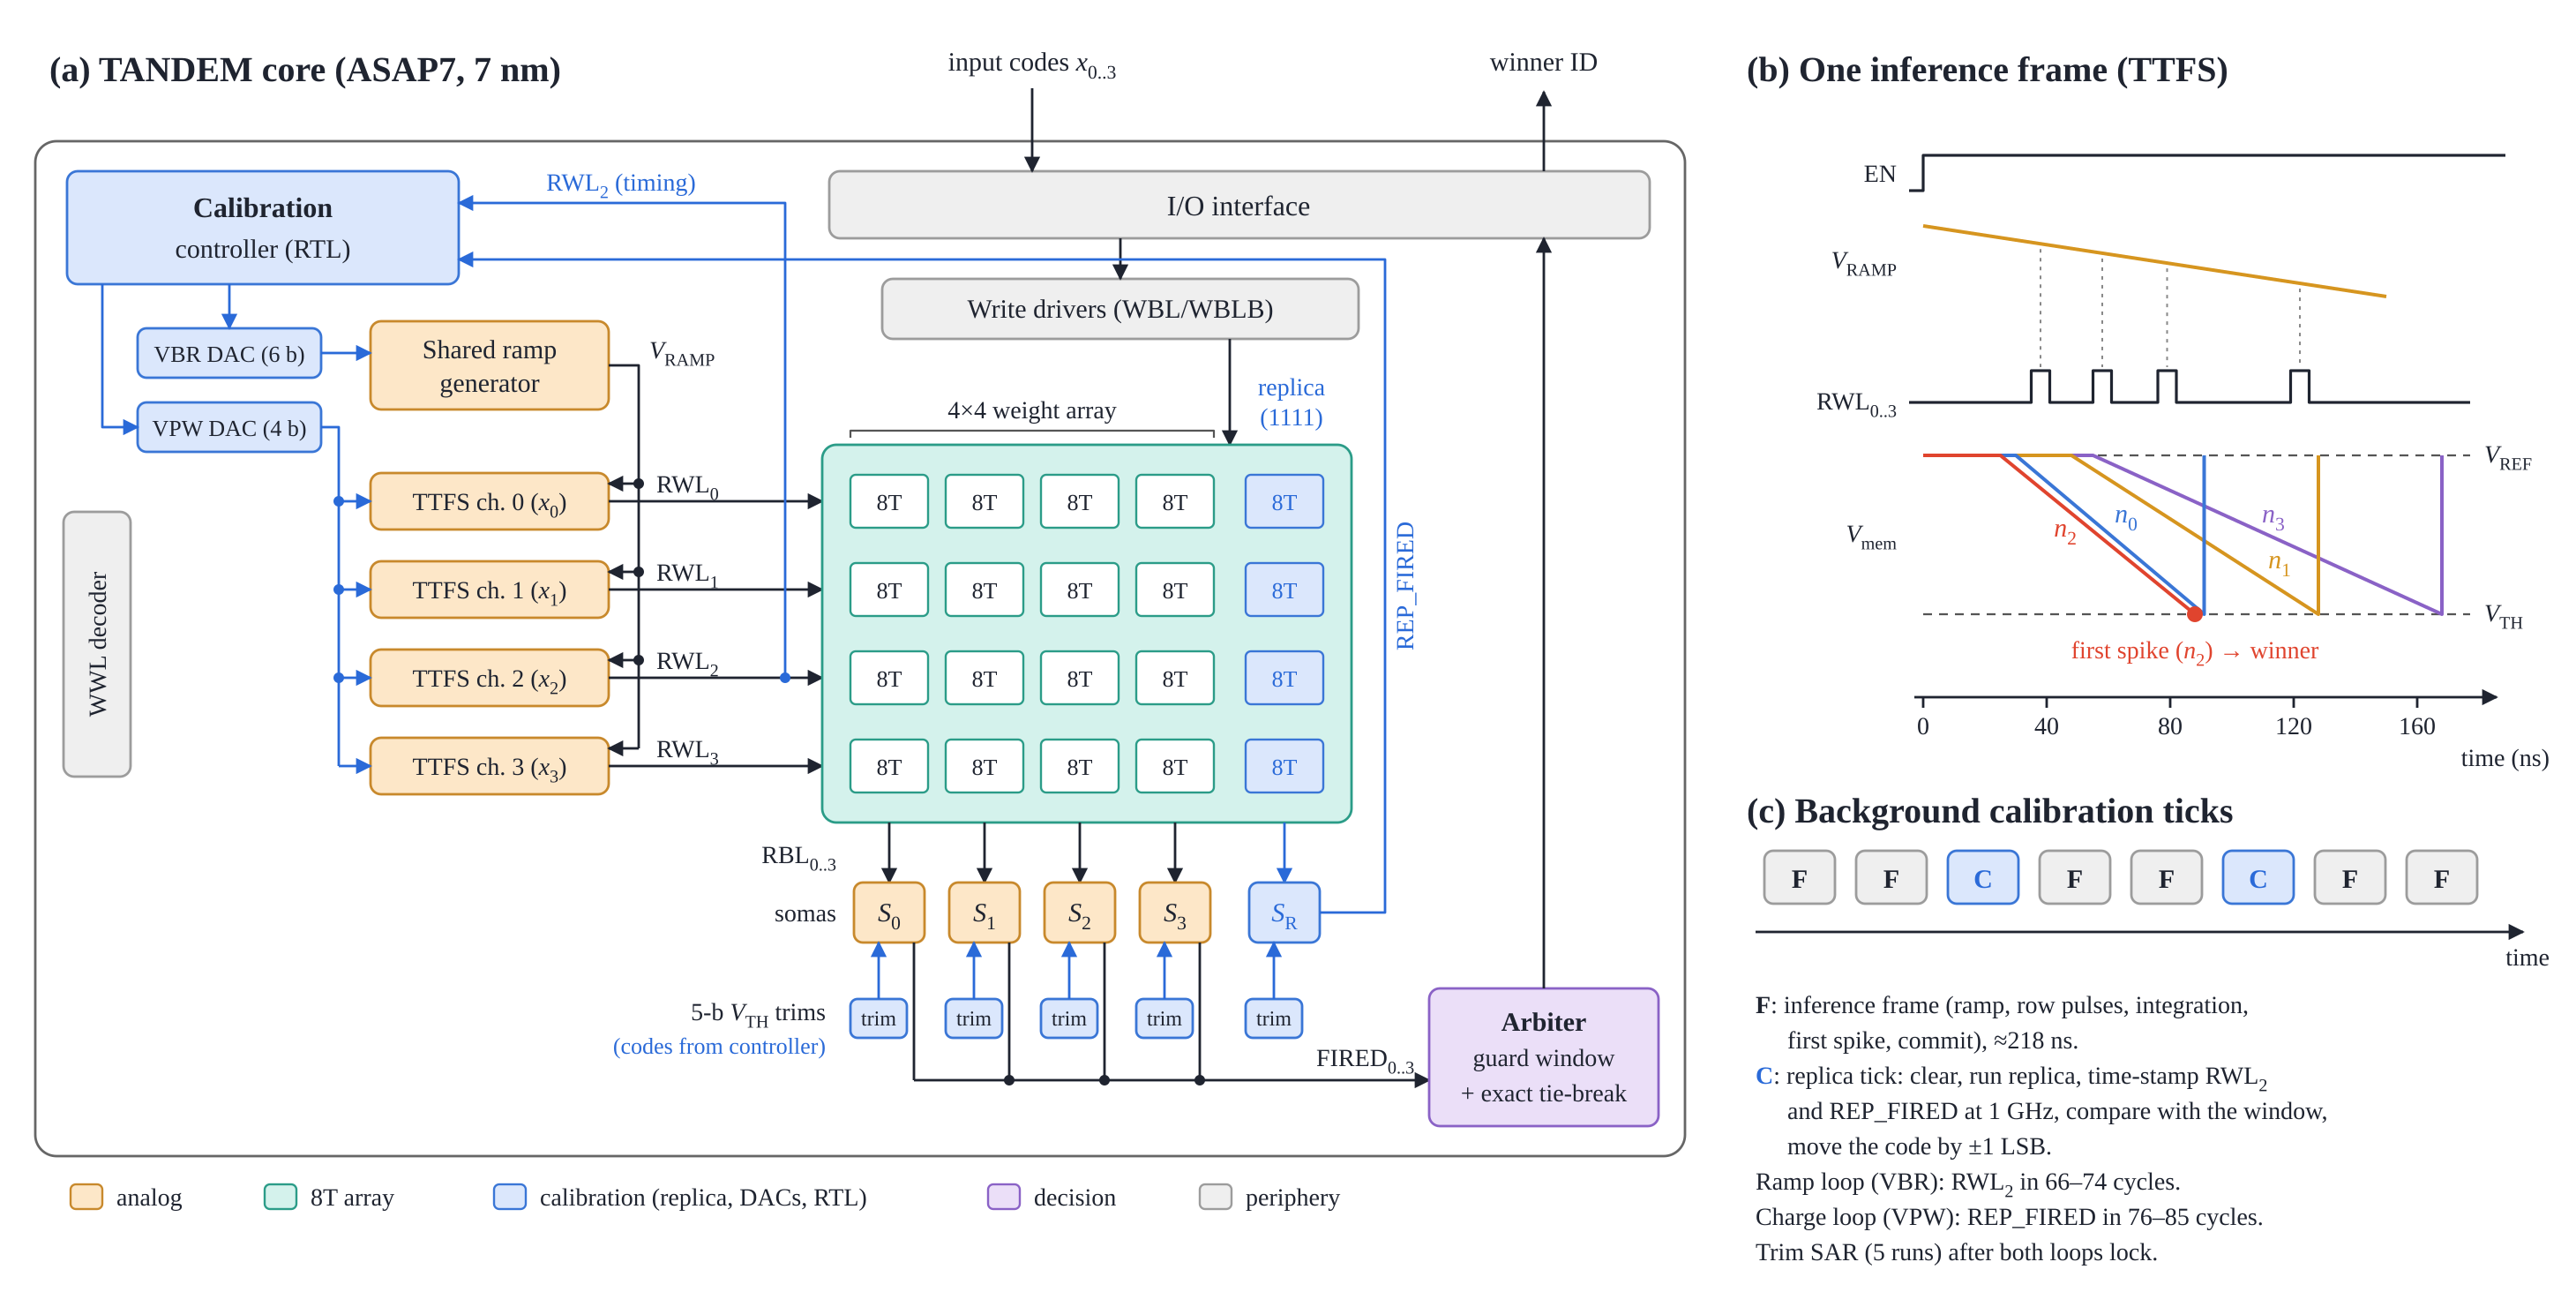 (a) TANDEM core (ASAP7, 7 nm)
input codes x0..3
winner ID
Calibration
controller (RTL)
RWL2 (timing)
I/O interface
Write drivers (WBL/WBLB)
VBR DAC (6 b)
Shared ramp
generator
VRAMP
VPW DAC (4 b)
4×4 weight array
replica
(1111)
WWL decoder
TTFS ch. 0 (x0)
RWL0
8T 8T 8T 8T 8T
TTFS ch. 1 (x1)
RWL1
8T 8T 8T 8T 8T
TTFS ch. 2 (x2)
RWL2
8T 8T 8T 8T 8T
TTFS ch. 3 (x3)
RWL3
8T 8T 8T 8T 8T
REP_FIRED
RBL0..3
somas
S0 S1 S2 S3 SR
5-b VTH trims
(codes from controller)
trim trim trim trim trim
FIRED0..3
Arbiter
guard window
+ exact tie-break
analog
8T array
calibration (replica, DACs, RTL)
decision
periphery
(b) One inference frame (TTFS)
EN
VRAMP
RWL0..3
VREF
Vmem
n2
n0
n3
n1
VTH
first spike (n2) → winner
0 40 80 120 160
time (ns)
(c) Background calibration ticks
F F C F F C F F
time
F: inference frame (ramp, row pulses, integration,
first spike, commit), ≈218 ns.
C: replica tick: clear, run replica, time-stamp RWL2
and REP_FIRED at 1 GHz, compare with the window,
move the code by ±1 LSB.
Ramp loop (VBR): RWL2 in 66–74 cycles.
Charge loop (VPW): REP_FIRED in 76–85 cycles.
Trim SAR (5 runs) after both loops lock.